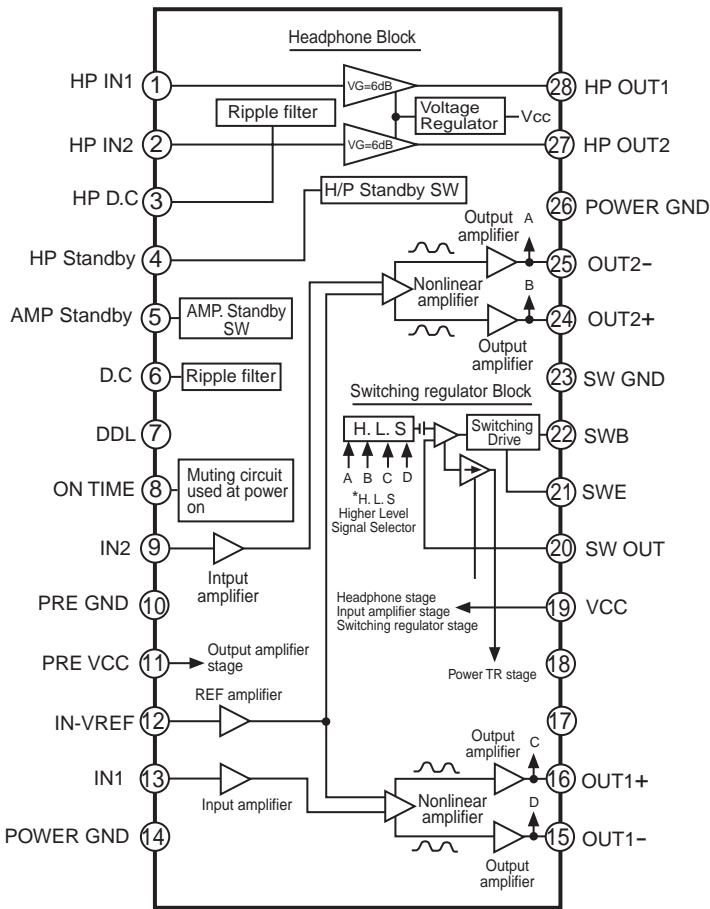 Headphone Block
HP IN1
1
VG=6dB
28
HP OUT1
Ripple filter
Voltage
Regulator
Vcc
HP IN2
2
VG=6dB
27
HP OUT2
HP D.C
3
H/P Standby SW
26
POWER GND
Output
amplifier
A
HP Standby
4
25
OUT2-
Nonlinear
amplifier
B
AMP Standby
5
AMP. Standby
SW
24
OUT2+
Output
amplifier
D.C
6
Ripple filter
23
SW GND
Switching regulator Block
DDL
7
H. L. S
Switching
Drive
22
SWB
A B C D
*H. L. S
Higher Level
Signal Selector
ON TIME
8
Muting circuit
used at power
on
21
SWE
IN2
9
Intput
amplifier
20
SW OUT
PRE GND
10
Headphone stage
Input amplifier stage
Switching regulator stage
19
VCC
PRE VCC
11
Output amplifier
stage
Power TR stage
18
REF amplifier
IN-VREF
12
17
Output
amplifier
C
IN1
13
Input amplifier
16
OUT1+
Nonlinear
amplifier
D
POWER GND
14
15
OUT1-
Output
amplifier